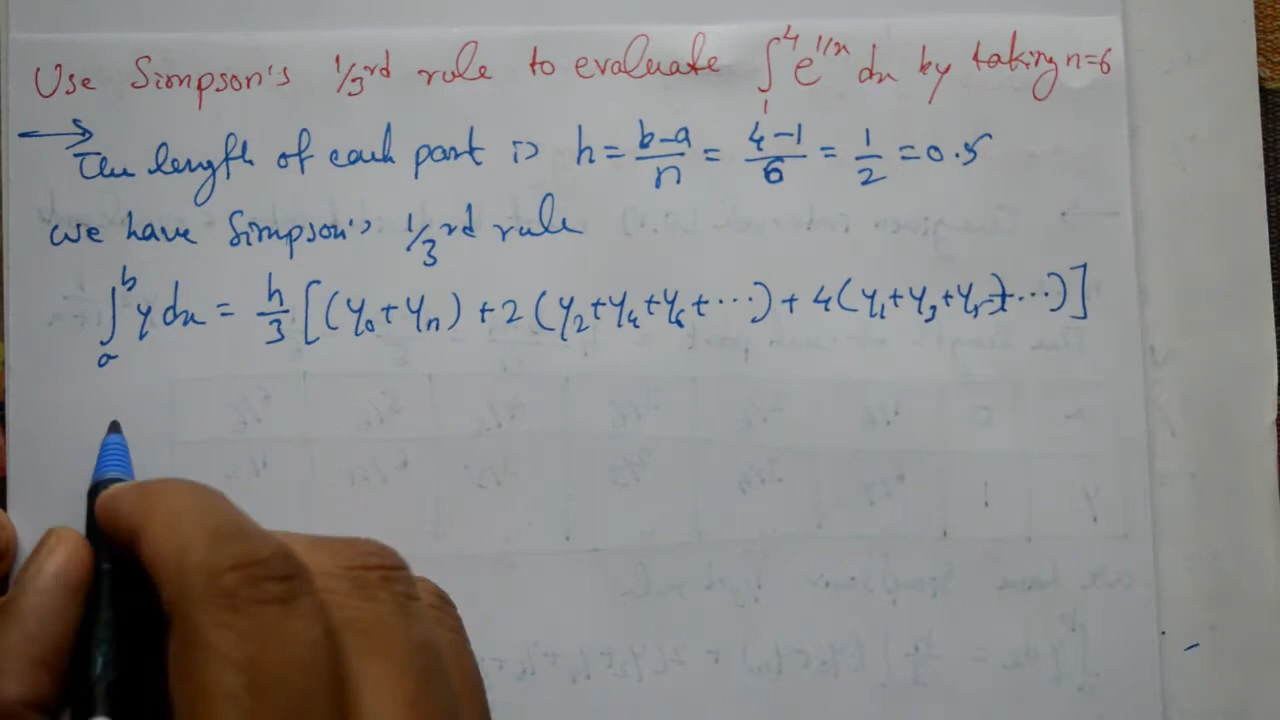 Use Simpson's 1/3rd rule to evaluate ∫₁⁴ e^{1/x} dx by taking n=6
→ The length of each part is h = (b-a)/n = (4-1)/6 = 1/2 = 0.5
we have Simpson's 1/3rd rule
∫ₐᵇ y dx = h/3 [(y₀+yₙ) +2 (y₂+y₄+y₆+⋯) + 4(y₁+y₃+y₅+⋯)]